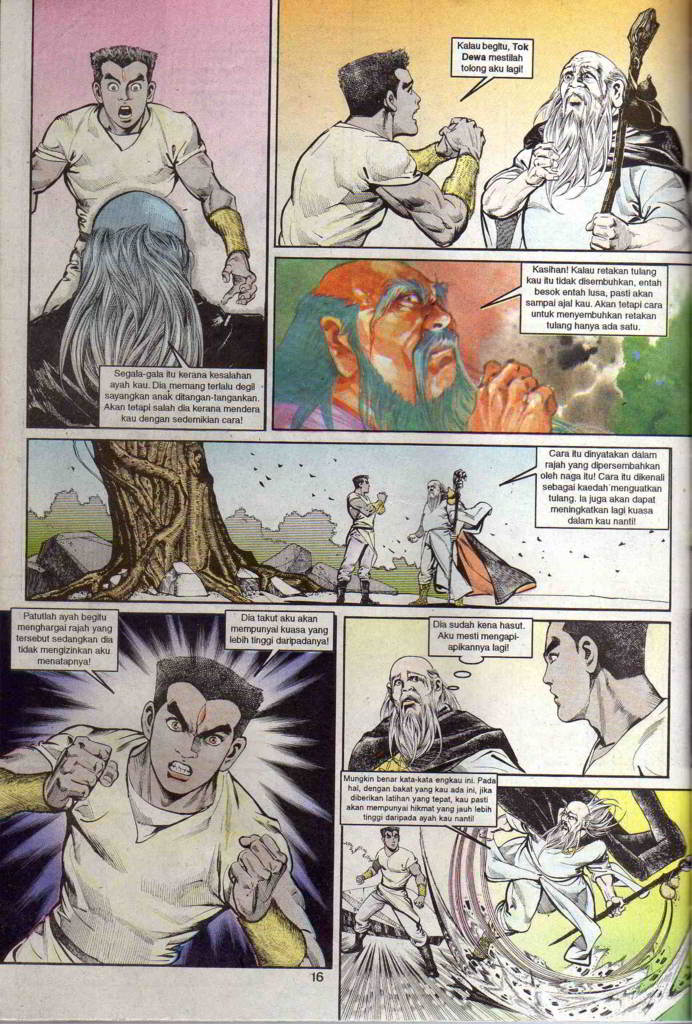 Segala-gala itu kerana kesalahan
ayah kau. Dia memang terlalu degil
sayangkan anak ditangan-tangankan.
Akan tetapi salah dia kerana mendera
kau dengan sedemikian cara!
Kalau begitu, Tok
Dewa mestilah
tolong aku lagi!
Kasihan! Kalau retakan tulang
kau itu tidak disembuhkan, entah
besok entah lusa, pasti akan
sampai ajal kau. Akan tetapi cara
untuk menyembuhkan retakan
tulang hanya ada satu.
Cara itu dinyatakan dalam
rajah yang dipersembahkan
oleh naga itu! Cara itu dikenali
sebagai kaedah menguatkan
tulang. Ia juga akan dapat
meningkatkan lagi kuasa
dalam kau nanti!
Patutlah ayah begitu
menghargai rajah yang
tersebut sedangkan dia
tidak mengizinkan aku
menatapnya!
Dia takut aku akan
mempunyai kuasa yang
lebih tinggi daripadanya!
Dia sudah kena hasut.
Aku mesti mengapi-
apikannya lagi!
Mungkin benar kata-kata engkau ini. Pada
hal, dengan bakat yang kau ada ini, jika
diberikan latihan yang tepat, kau pasti
akan mempunyai hikmat yang jauh lebih
tinggi daripada ayah kau nanti!
16